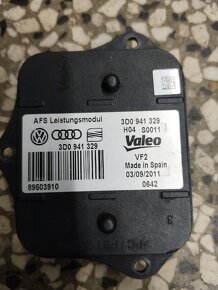 AFS Leistungsmodul
3D0 941 329
H04 S0011
Valeo
3D0 941 329
VF2
Made in Spain
89503910
03/09/2011
0642
3